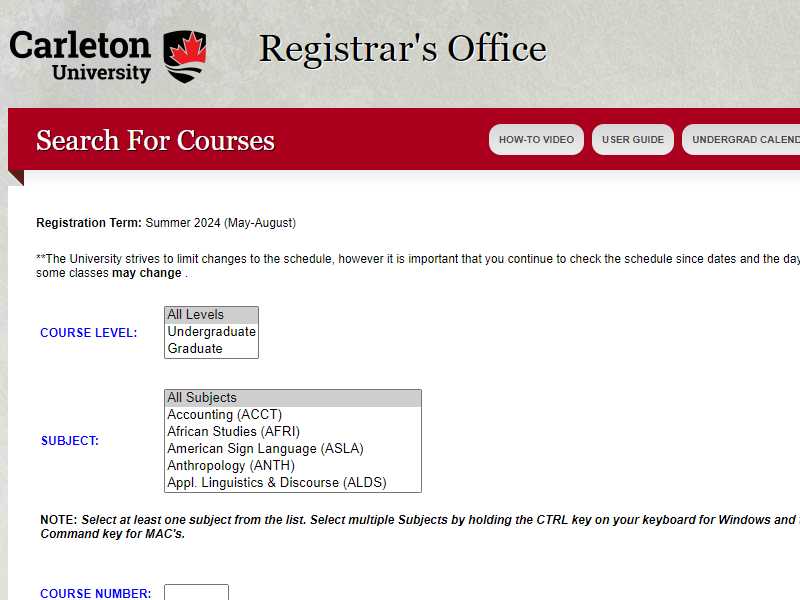 Carleton
University
Registrar's Office
Search For Courses
HOW-TO VIDEO
USER GUIDE
UNDERGRAD
Registration Term: Summer 2024 (May-August)
**The University strives to limit changes to the schedule, however it is important that you continue to check the schedule since dates and the
some classes may change .
COURSE LEVEL:
All Levels
Undergraduate
Graduate
SUBJECT:
All Subjects
Accounting (ACCT)
African Studies (AFRI)
American Sign Language (ASLA)
Anthropology (ANTH)
Appl. Linguistics & Discourse (ALDS)
NOTE: Select at least one subject from the list. Select multiple Subjects by holding the CTRL key on your keyboard for Windows and
Command key for MAC's.
COURSE NUMBER: